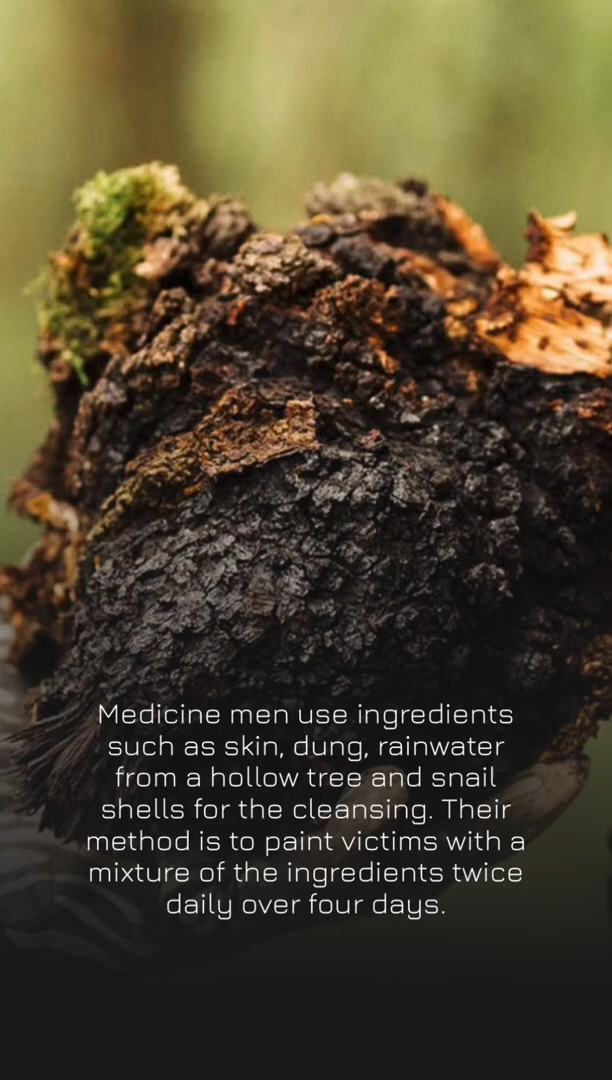 Medicine men use ingredients
such as skin, dung, rainwater
from a hollow tree and snail
shells for the cleansing. Their
method is to paint victims with a
mixture of the ingredients twice
daily over four days.